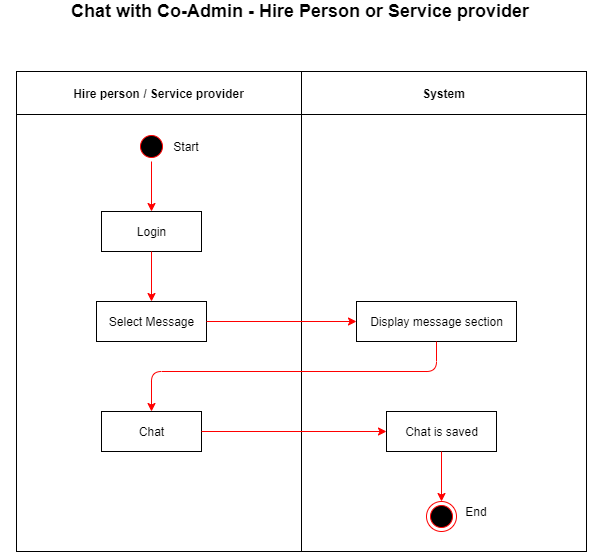 Chat with Co-Admin - Hire Person or Service provider
Hire person / Service provider
System
Start
Login
Select Message
Display message section
Chat
Chat is saved
End